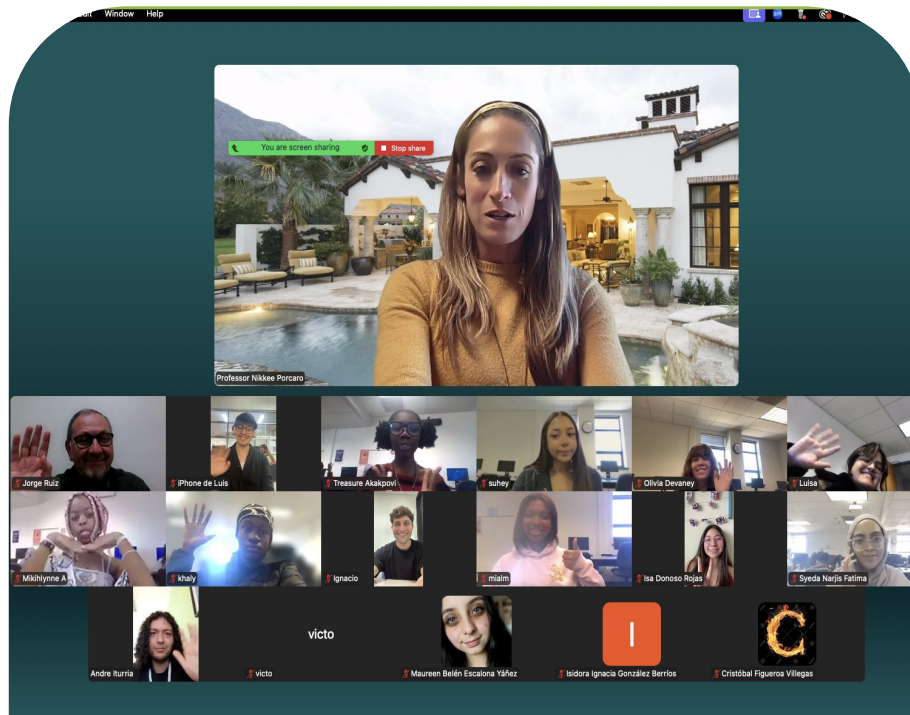 Window Help
You are screen sharing Stop share
Professor Nikkee Porcaro
Jorge Ruiz iPhone de Luis Treasure Akakpovi suhey Olivia Devaney Luisa
Mikihlynne A khaly Ignacio mialm Isa Donoso Rojas Syeda Narjis Fatima
victo
I
C
Andre Iturria victo Maureen Belén Escalona Yáñez Isidora Ignacia González Berríos Cristóbal Figueroa Villegas